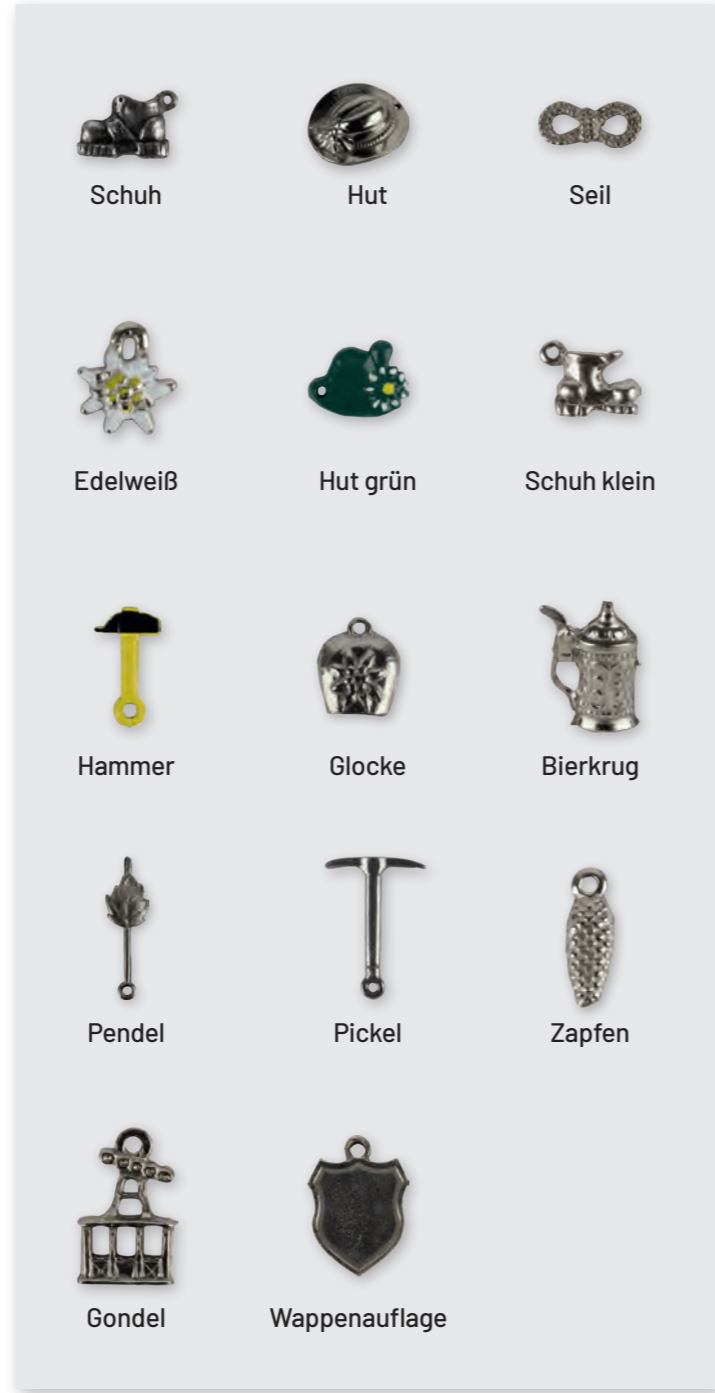 Schuh
Hut
Seil
Edelweiß
Hut grün
Schuh klein
Hammer
Glocke
Bierkrug
Pendel
Pickel
Zapfen
Gondel
Wappenauflage